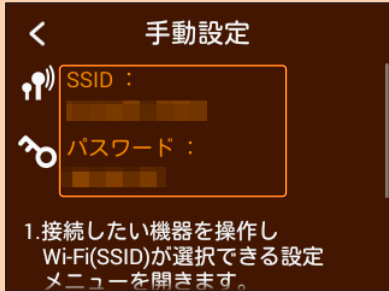 手動設定
SSID：
パスワード：
1.接続したい機器を操作し
Wi-Fi(SSID)が選択できる設定
メニューを開きます。